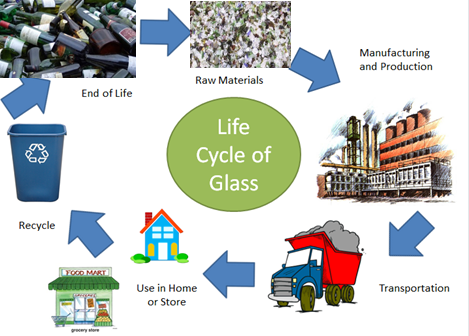 End of Life
Raw Materials
Manufacturing
and Production
Life
Cycle of
Glass
Recycle
Use in Home
or Store
Transportation
FOOD MART
grocery store